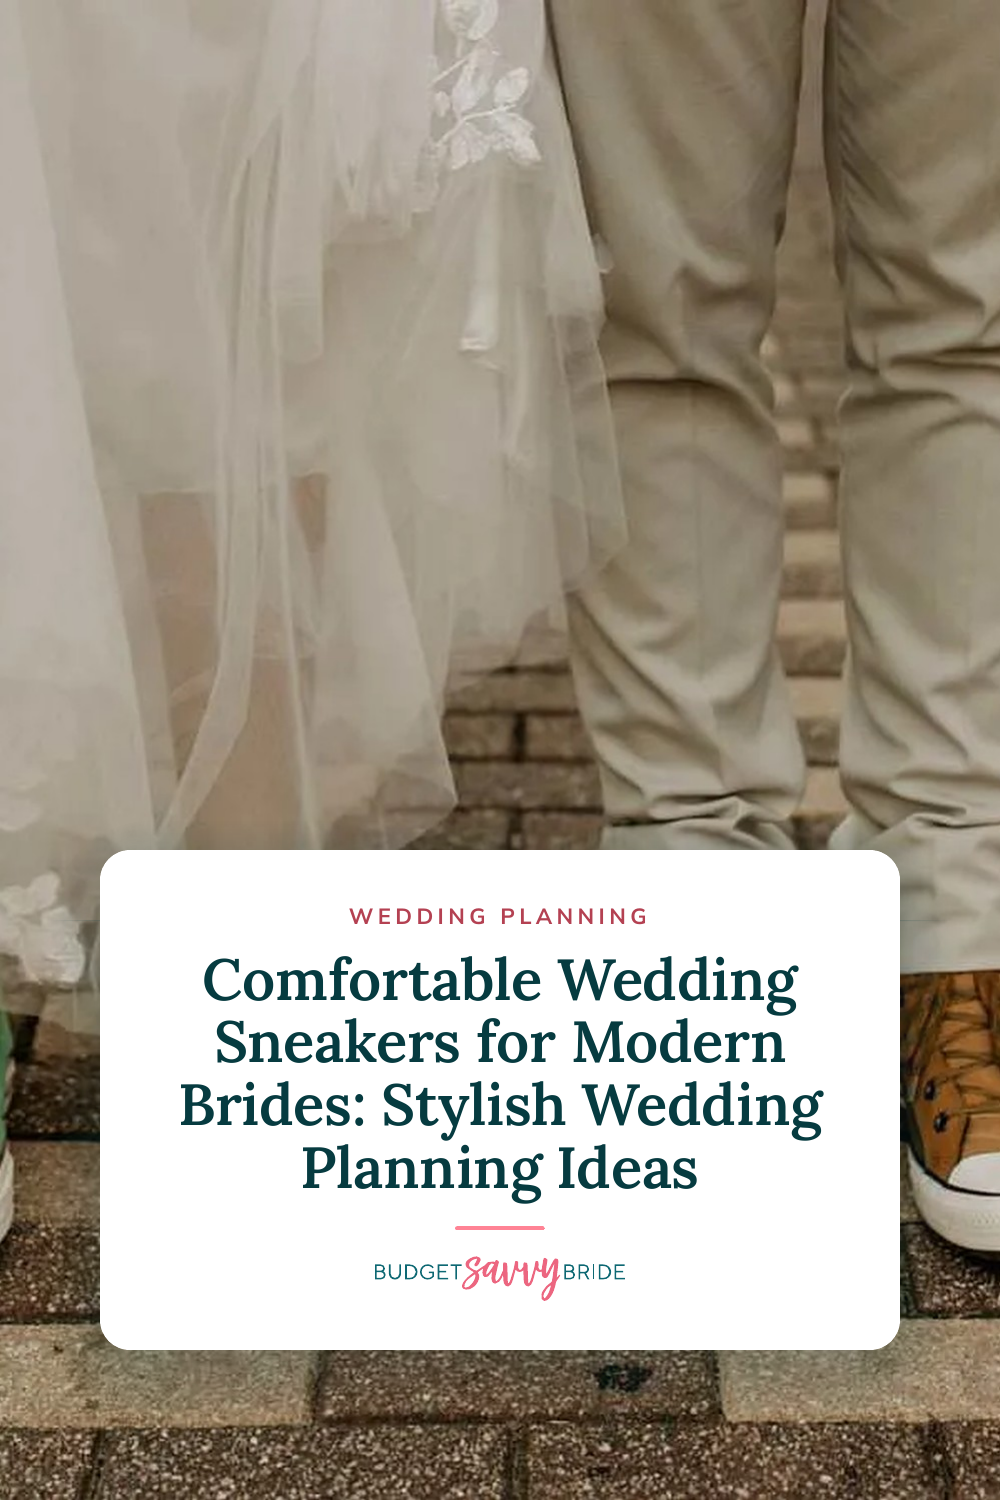 WEDDING PLANNING
Comfortable Wedding
Sneakers for Modern
Brides: Stylish Wedding
Planning Ideas
BUDGET savvy BRIDE